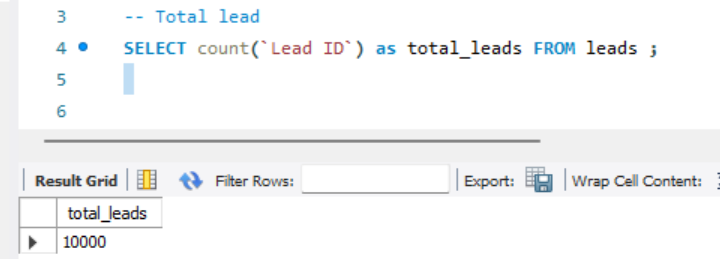 3 -- Total lead
4 SELECT count(`Lead ID`) as total_leads FROM leads ;
5
6
Result Grid Filter Rows: Export: Wrap Cell Content:
total_leads
10000